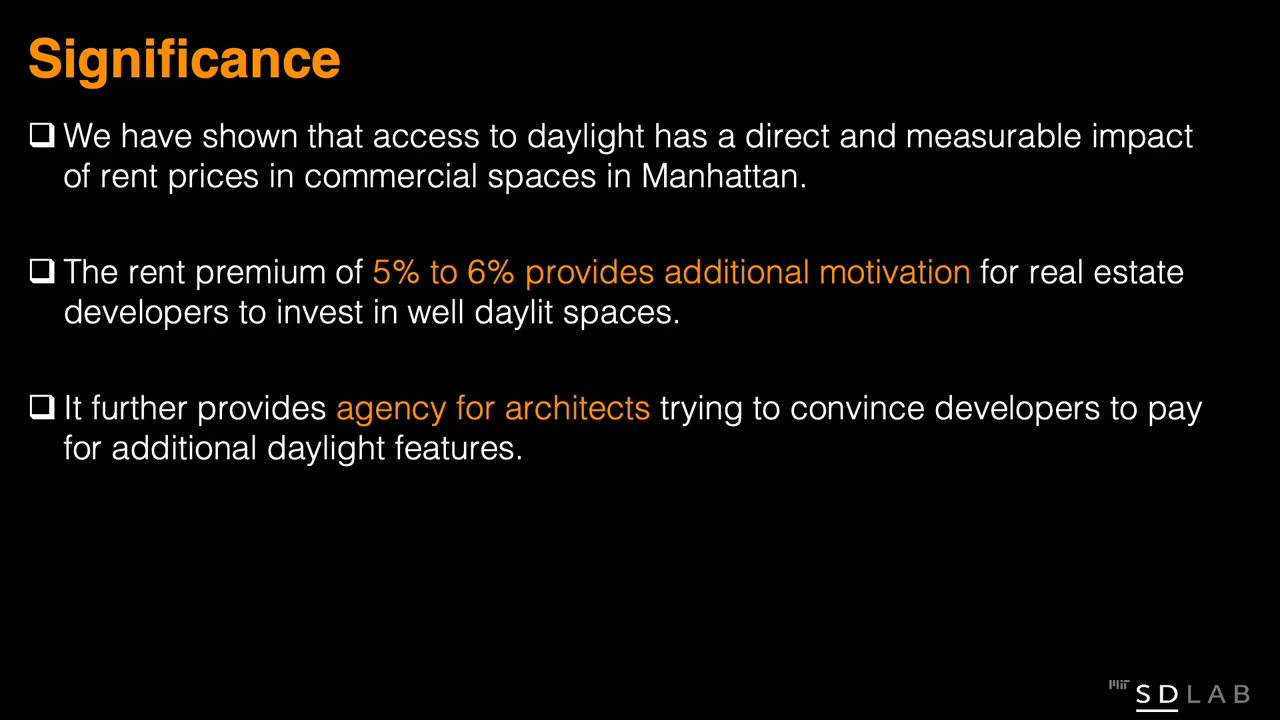 Significance
❑ We have shown that access to daylight has a direct and measurable impact
of rent prices in commercial spaces in Manhattan.
❑ The rent premium of 5% to 6% provides additional motivation for real estate
developers to invest in well daylit spaces.
❑ It further provides agency for architects trying to convince developers to pay
for additional daylight features.
MIT SDLAB